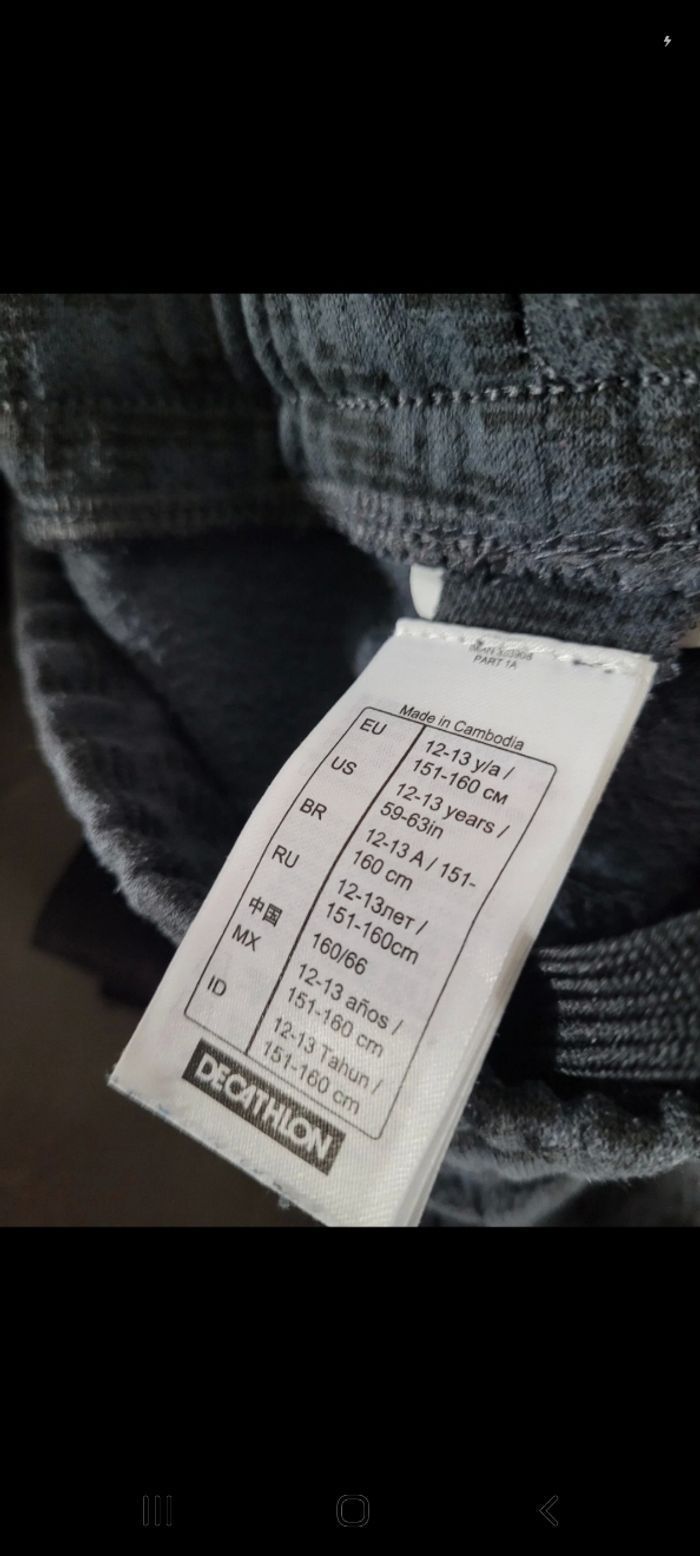 PART 1A
Made in Cambodia
EU 12-13 y/a /
151-160 см
US 12-13 years /
59-63in
BR 12-13 A / 151-
160 cm
RU 12-13лет /
151-160cm
中国 160/66
MX 12-13 años /
151-160 cm
ID 12-13 Tahun /
151-160 cm
DECATHLON